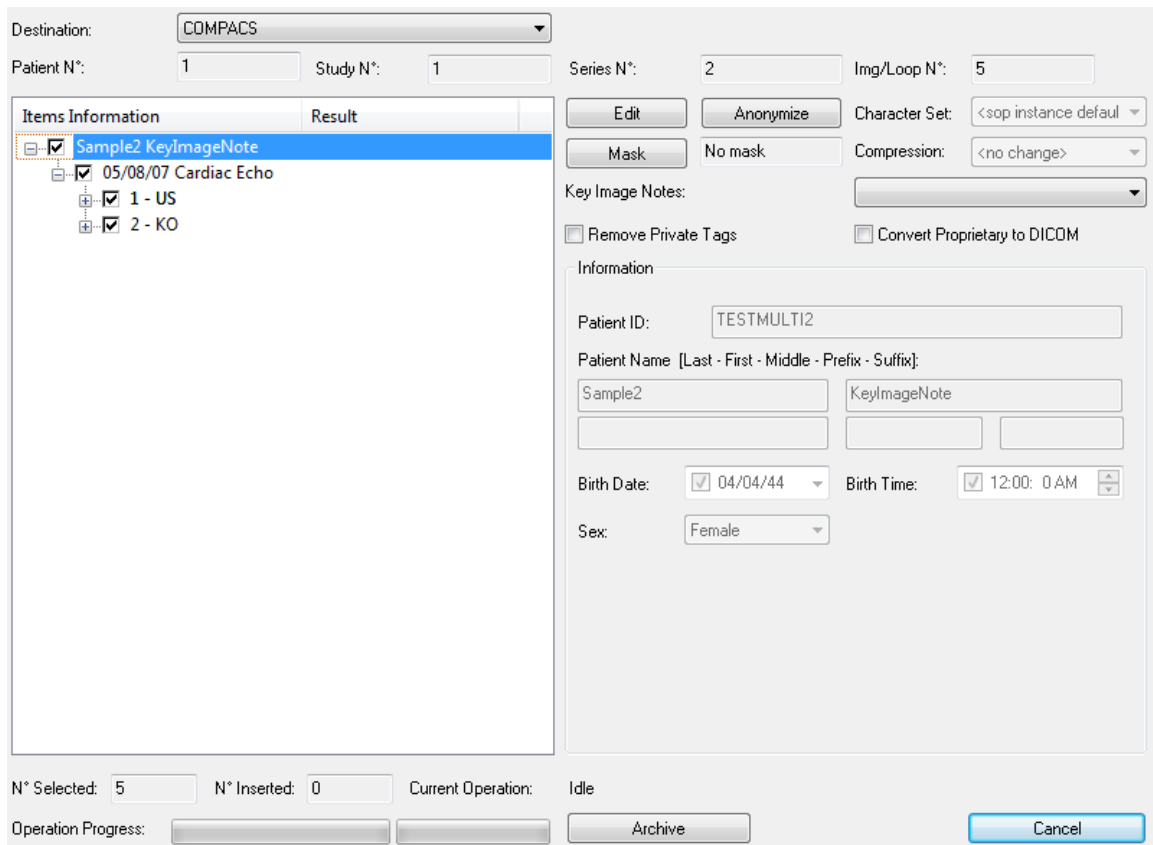 Destination: COMPACS
Patient N°: 1 Study N°: 1 Series N°: 2 Img/Loop N°: 5
Items Information Result
Edit Anonymize Character Set: <sop instance defaul
Sample2 KeyImageNote
Mask No mask Compression: <no change>
05/08/07 Cardiac Echo
Key Image Notes:
1 - US
2 - KO
Remove Private Tags Convert Proprietary to DICOM
Information
Patient ID: TESTMULTI2
Patient Name [Last - First - Middle - Prefix - Suffix]:
Sample2 KeyImageNote
Birth Date: 04/04/44 Birth Time: 12:00: 0 AM
Sex: Female
N° Selected: 5 N° Inserted: 0 Current Operation: Idle
Operation Progress: Archive Cancel